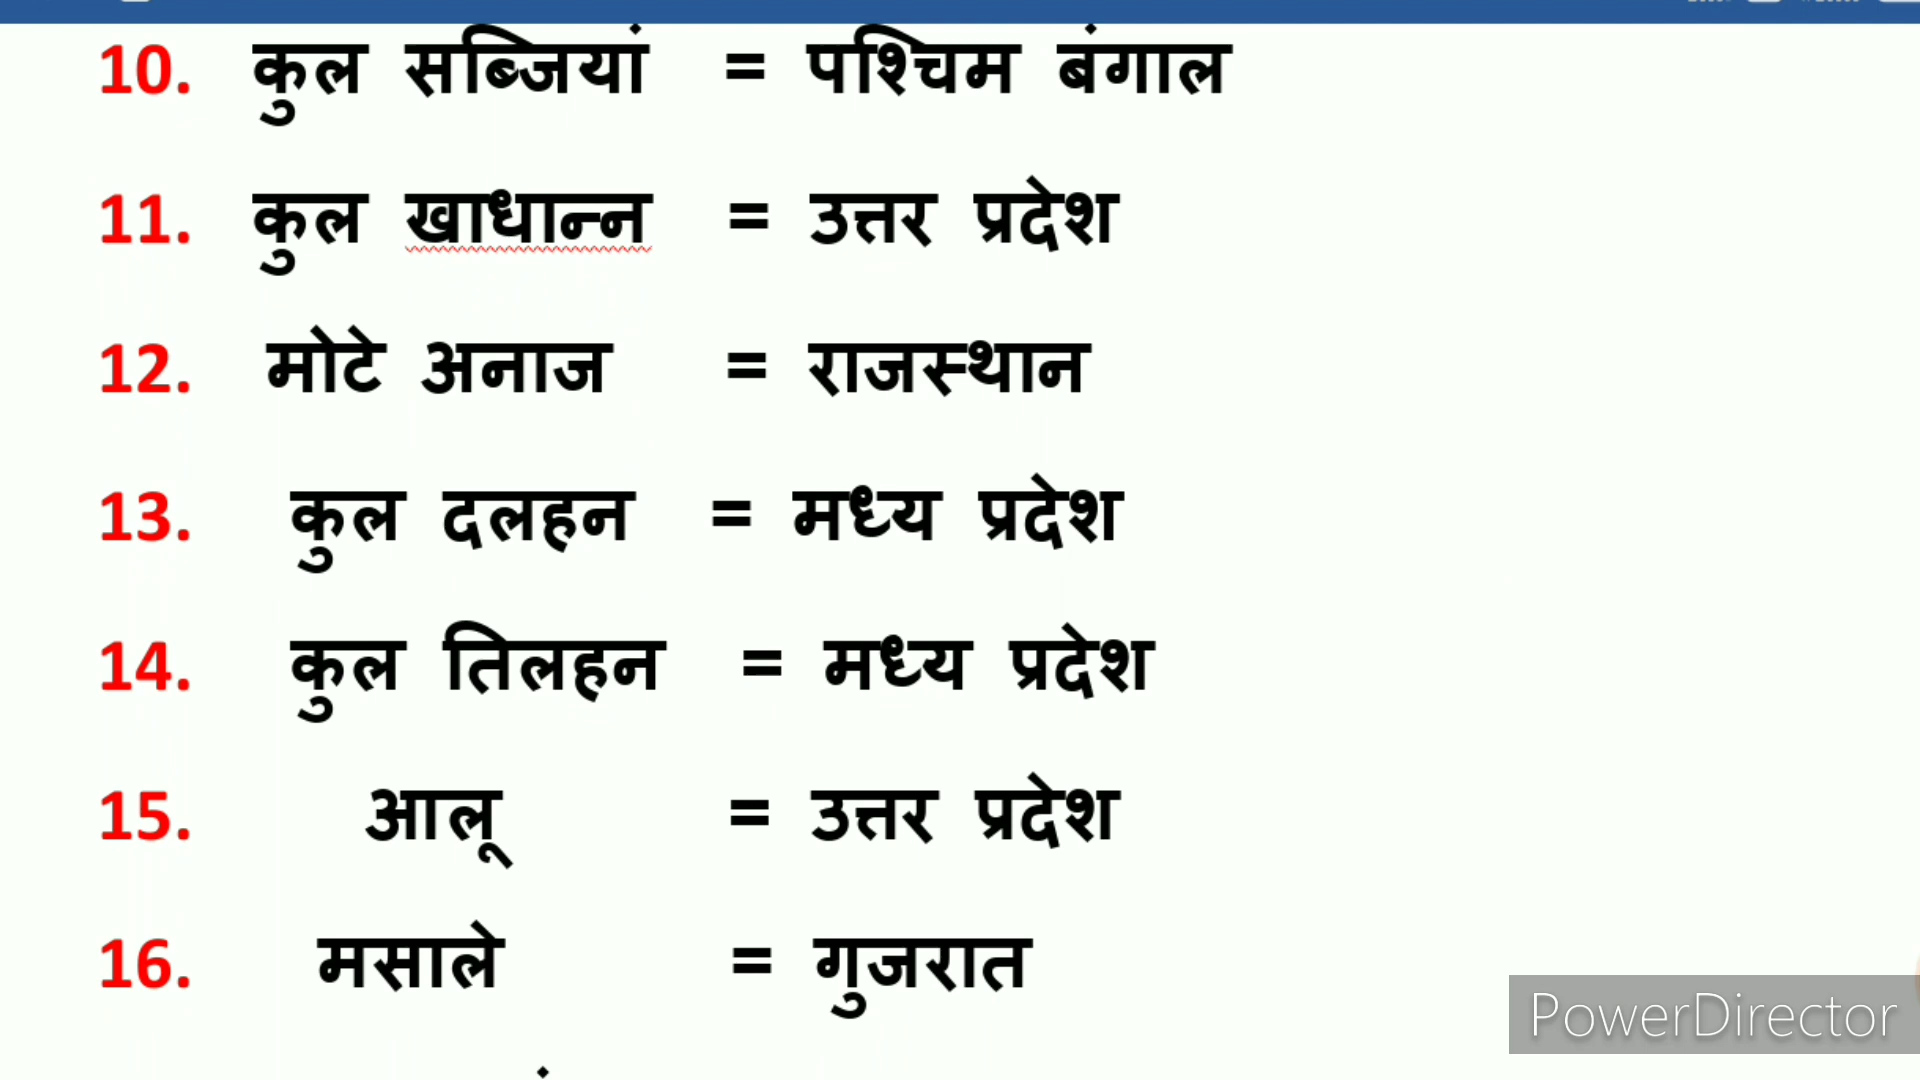 10. कुल सब्जियां = पश्चिम बंगाल
11. कुल खाधान्न = उत्तर प्रदेश
12. मोटे अनाज = राजस्थान
13. कुल दलहन = मध्य प्रदेश
14. कुल तिलहन = मध्य प्रदेश
15. आलू = उत्तर प्रदेश
16. मसाले = गुजरात
PowerDirector